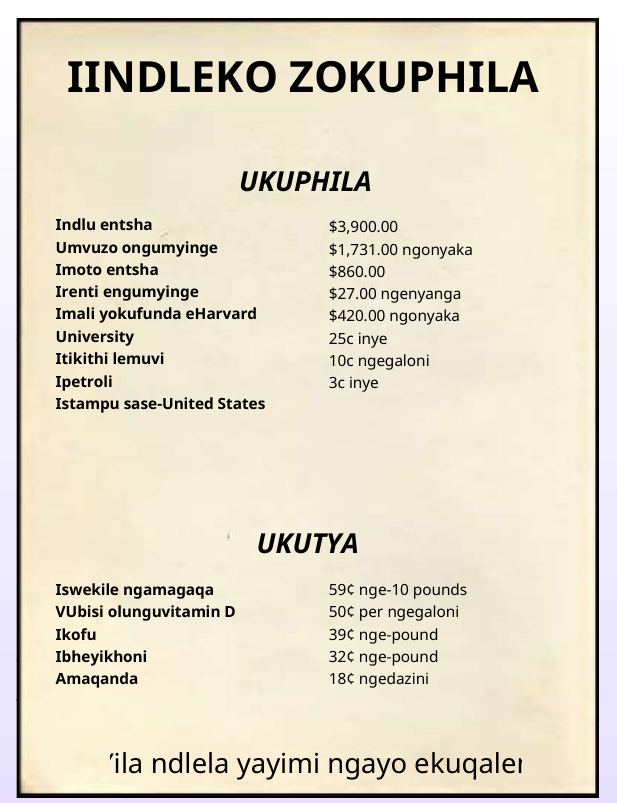 IINDLEKO ZOKUPHILA
UKUPHILA
Indlu entsha $3,900.00
Umvuzo ongumyinge $1,731.00 ngonyaka
Imoto entsha $860.00
Irenti engumyinge $27.00 ngenyanga
Imali yokufunda eHarvard $420.00 ngonyaka
University 25c inye
Itikithi lemuvi 10c ngegaloni
Ipetroli 3c inye
Istampu sase-United States
UKUTYA
Iswekile ngamagaqa 59¢ nge-10 pounds
VUbisi olunguvitamin D 50¢ per ngegaloni
Ikofu 39¢ nge-pound
Ibheyikhoni 32¢ nge-pound
Amaqanda 18¢ ngedazini
ndlela yayimi ngayo